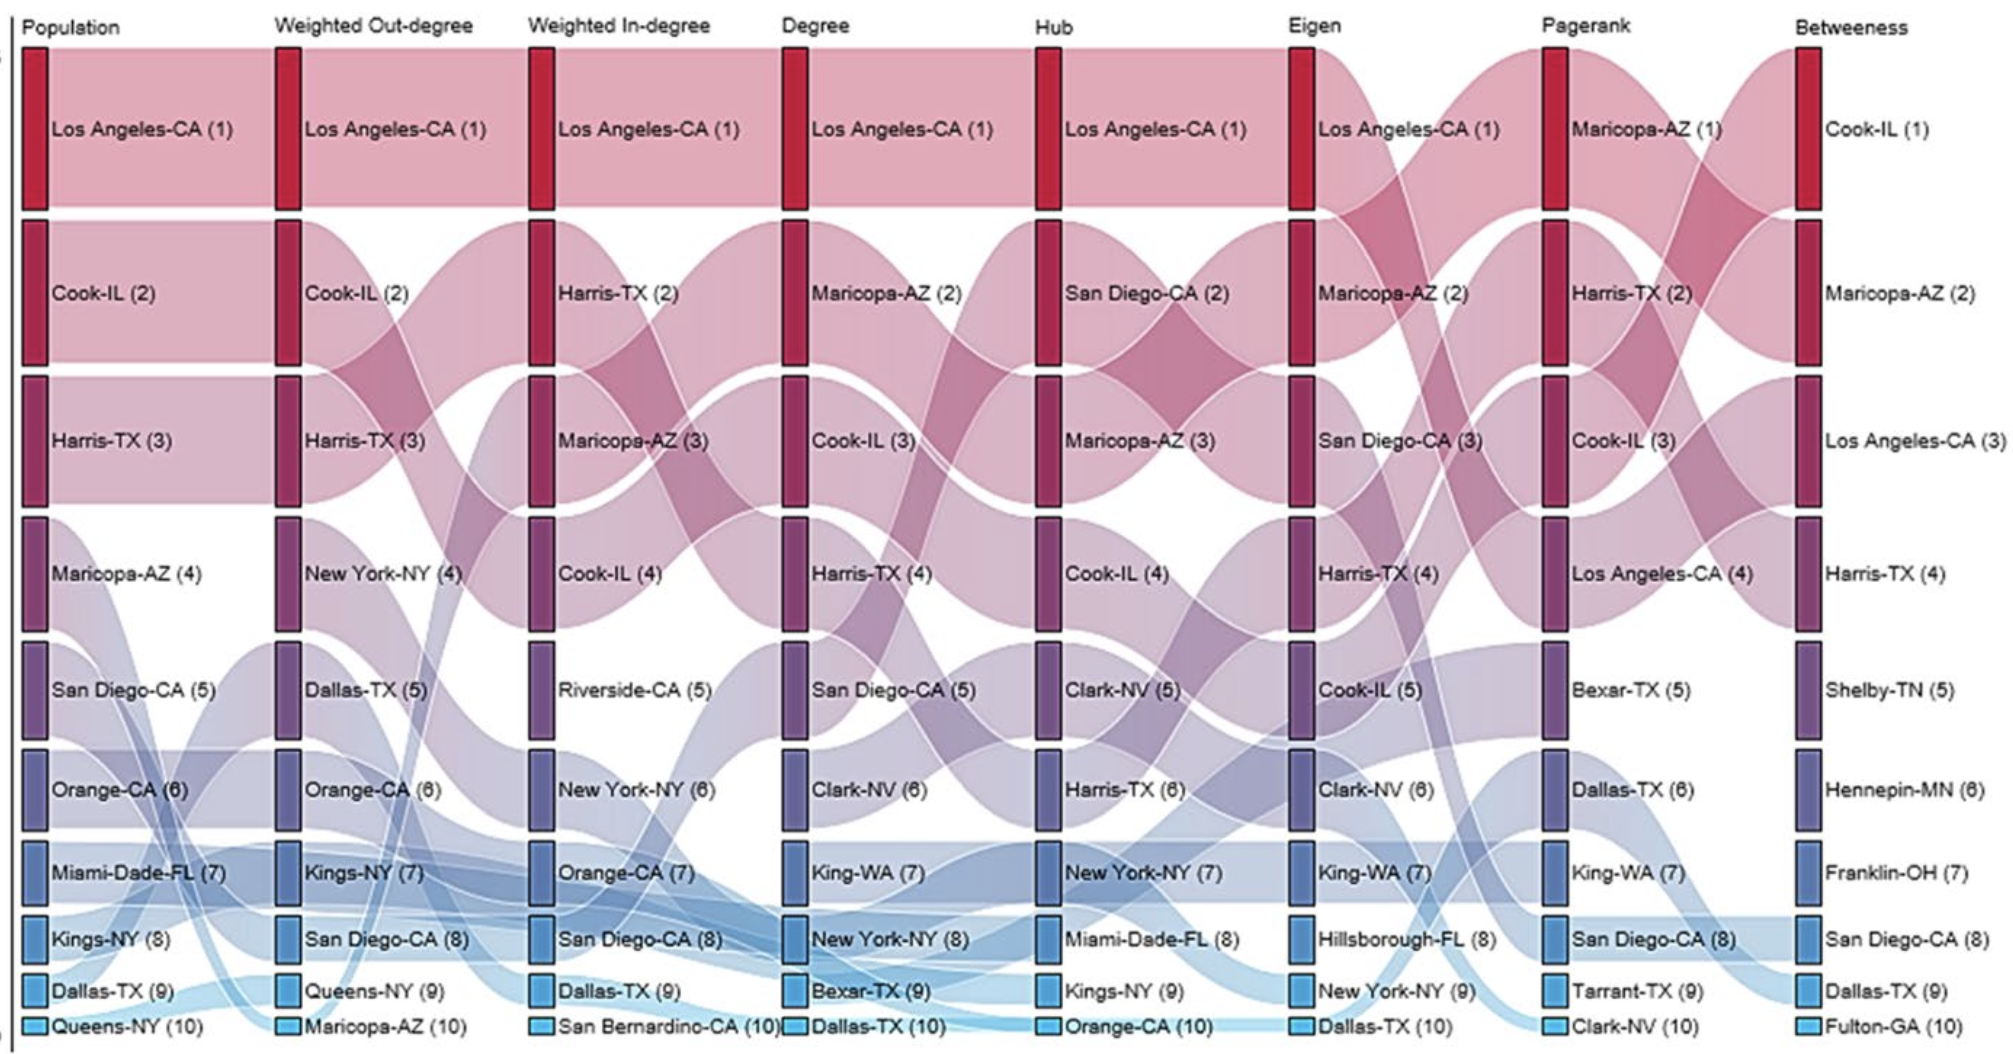 Population Weighted Out-degree Weighted In-degree Degree Hub Eigen Pagerank Betweeness
Los Angeles-CA (1) Los Angeles-CA (1) Los Angeles-CA (1) Los Angeles-CA (1) Los Angeles-CA (1) Los Angeles-CA (1) Maricopa-AZ (1) Cook-IL (1)
Cook-IL (2) Cook-IL (2) Harris-TX (2) Maricopa-AZ (2) San Diego-CA (2) Maricopa-AZ (2) Harris-TX (2) Maricopa-AZ (2)
Harris-TX (3) Harris-TX (3) Maricopa-AZ (3) Cook-IL (3) Maricopa-AZ (3) San Diego-CA (3) Cook-IL (3) Los Angeles-CA (3)
Maricopa-AZ (4) New York-NY (4) Cook-IL (4) Harris-TX (4) Cook-IL (4) Harris-TX (4) Los Angeles-CA (4) Harris-TX (4)
San Diego-CA (5) Dallas-TX (5) Riverside-CA (5) San Diego-CA (5) Clark-NV (5) Cook-IL (5) Bexar-TX (5) Shelby-TN (5)
Orange-CA (6) Orange-CA (6) New York-NY (6) Clark-NV (6) Harris-TX (6) Clark-NV (6) Dallas-TX (6) Hennepin-MN (6)
Miami-Dade-FL (7) Kings-NY (7) Orange-CA (7) King-WA (7) New York-NY (7) King-WA (7) King-WA (7) Franklin-OH (7)
Kings-NY (8) San Diego-CA (8) San Diego-CA (8) New York-NY (8) Miami-Dade-FL (8) Hillsborough-FL (8) San Diego-CA (8) San Diego-CA (8)
Dallas-TX (9) Queens-NY (9) Dallas-TX (9) Bexar-TX (9) Kings-NY (9) New York-NY (9) Tarrant-TX (9) Dallas-TX (9)
Queens-NY (10) Maricopa-AZ (10) San Bernardino-CA (10) Dallas-TX (10) Orange-CA (10) Dallas-TX (10) Clark-NV (10) Fulton-GA (10)